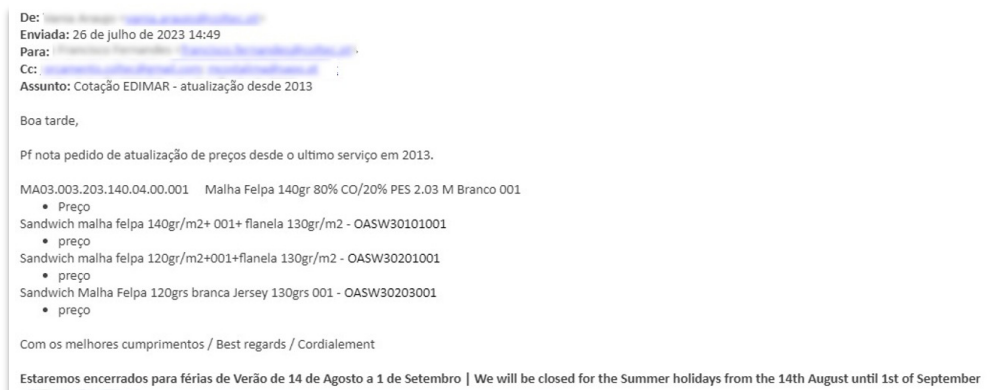 De:
Enviada: 26 de julho de 2023 14:49
Para:
Cc: ;
Assunto: Cotação EDIMAR - atualização desde 2013
Boa tarde,
Pf nota pedido de atualização de preços desde o ultimo serviço em 2013.
MA03.003.203.140.04.00.001 Malha Felpa 140gr 80% CO/20% PES 2.03 M Branco 001
• Preço
Sandwich malha felpa 140gr/m2+ 001+ flanela 130gr/m2 - OASW30101001
• preço
Sandwich malha felpa 120gr/m2+001+flanela 130gr/m2 - OASW30201001
• preço
Sandwich Malha Felpa 120grs branca Jersey 130grs 001 - OASW30203001
• preço
Com os melhores cumprimentos / Best regards / Cordialement
Estaremos encerrados para férias de Verão de 14 de Agosto a 1 de Setembro | We will be closed for the Summer holidays from the 14th August until 1st of September